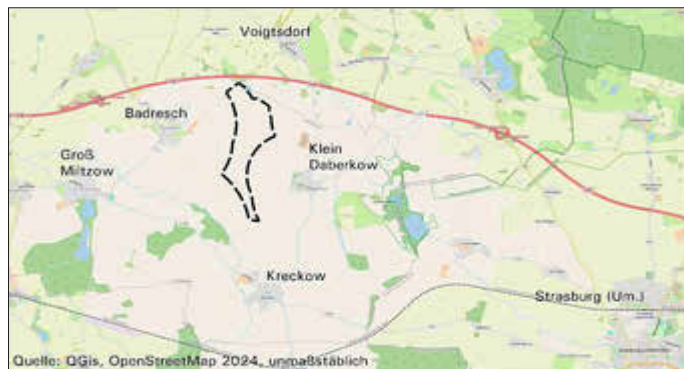 Voigtsdorf
Badresch
Groß
Miltzow
Klein
Daberkow
Kreckow
Strasburg (Um.)
Quelle: QGis, OpenStreetMap 2024, unmaßstäblich